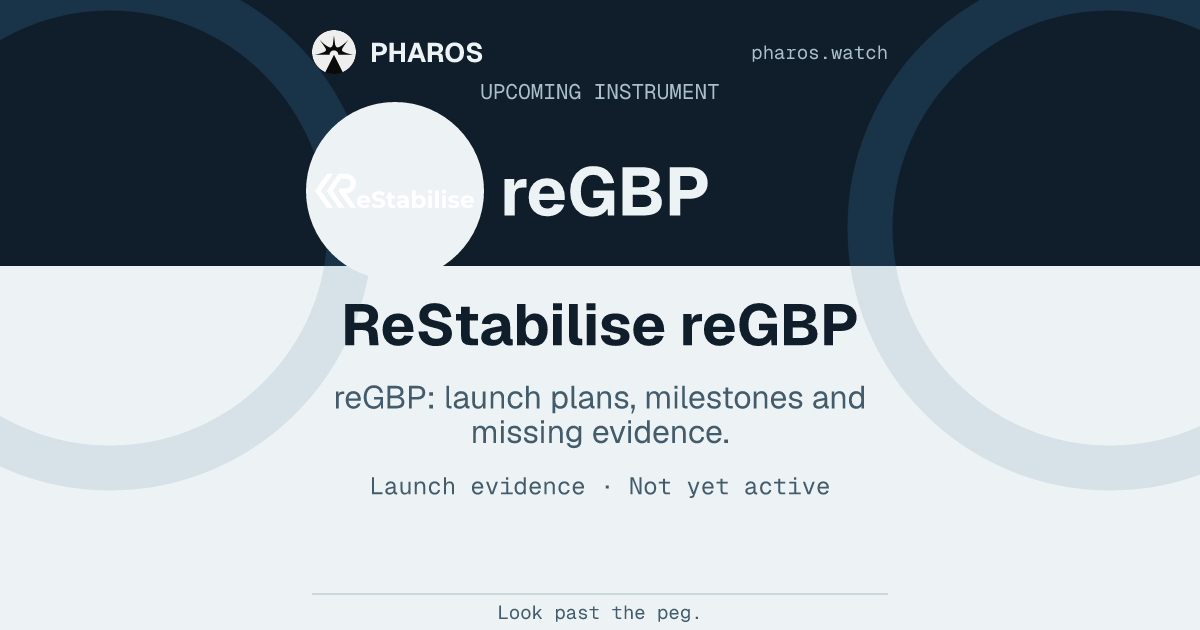 PHAROS
pharos.watch
UPCOMING INSTRUMENT
ReStabilise
reGBP
ReStabilise reGBP
reGBP: launch plans, milestones and
missing evidence.
Launch evidence · Not yet active
Look past the peg.